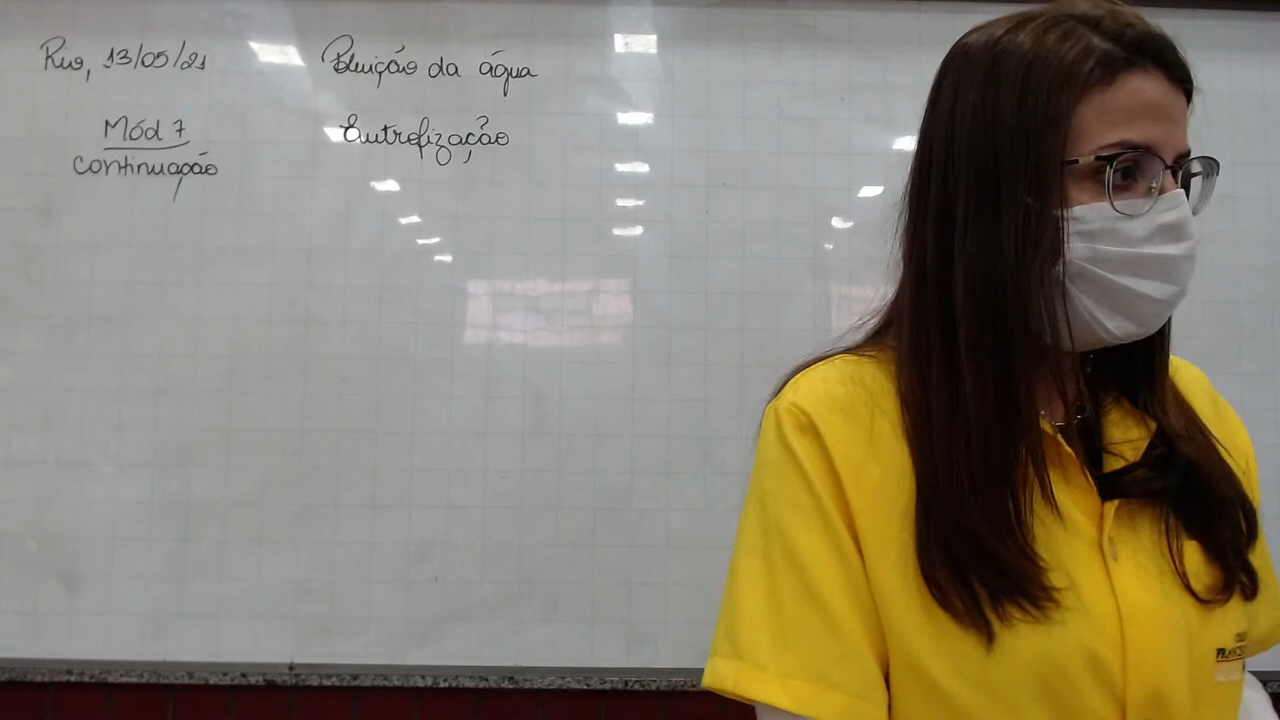 Rio, 13/05/21
Poluição da água
Mód 7
continuação
Eutrofização